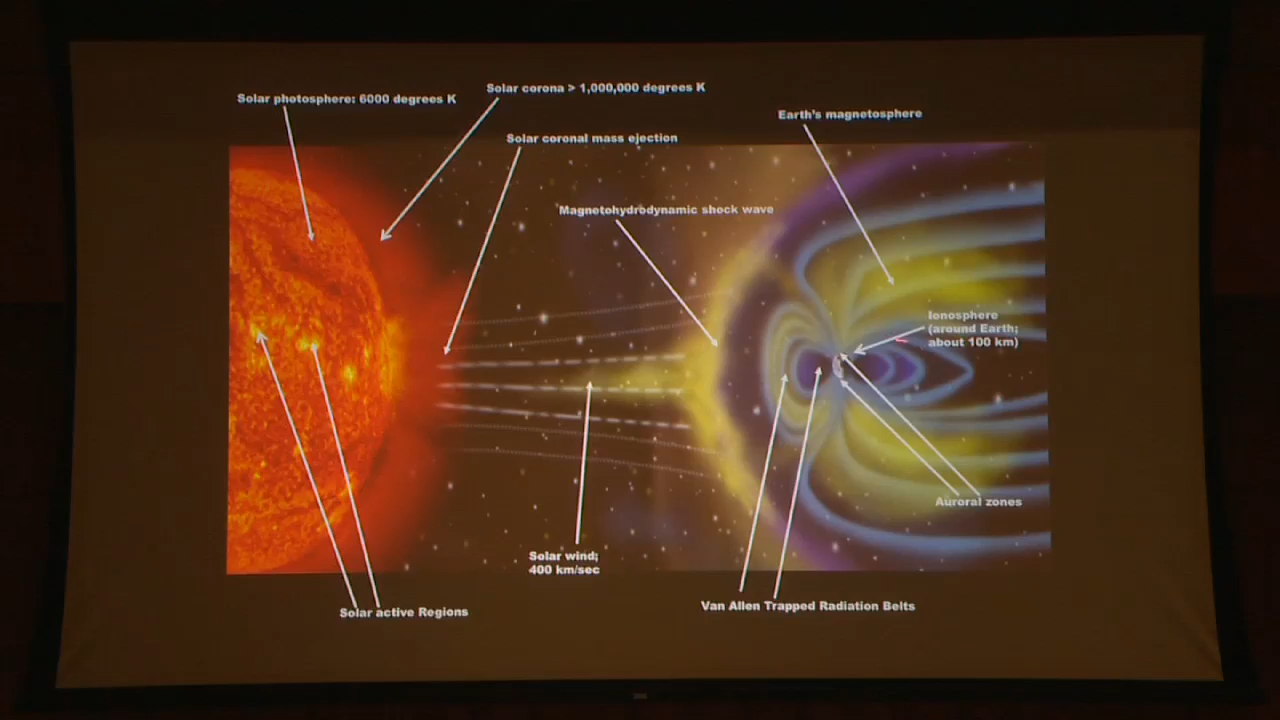 Solar corona > 1,000,000 degrees K
Solar photosphere: 6000 degrees K
Earth's magnetosphere
Solar coronal mass ejection
Magnetohydrodynamic shock wave
Ionosphere
(around Earth;
about 100 km)
Auroral zones
Solar wind;
400 km/sec
Van Allen Trapped Radiation Belts
Solar active Regions